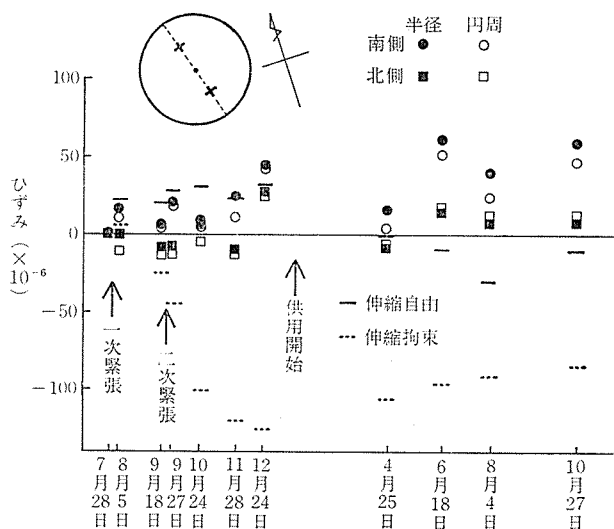 半径 円周
南側 ● ○
北側 ■ □
100
50
0
−50
−100
ひずみ (×10⁻⁶)
一次緊張
二次緊張
供用開始
伸縮自由
伸縮拘束
7月28日
8月5日
9月18日
9月27日
10月24日
11月28日
12月24日
4月25日
6月18日
8月4日
10月27日